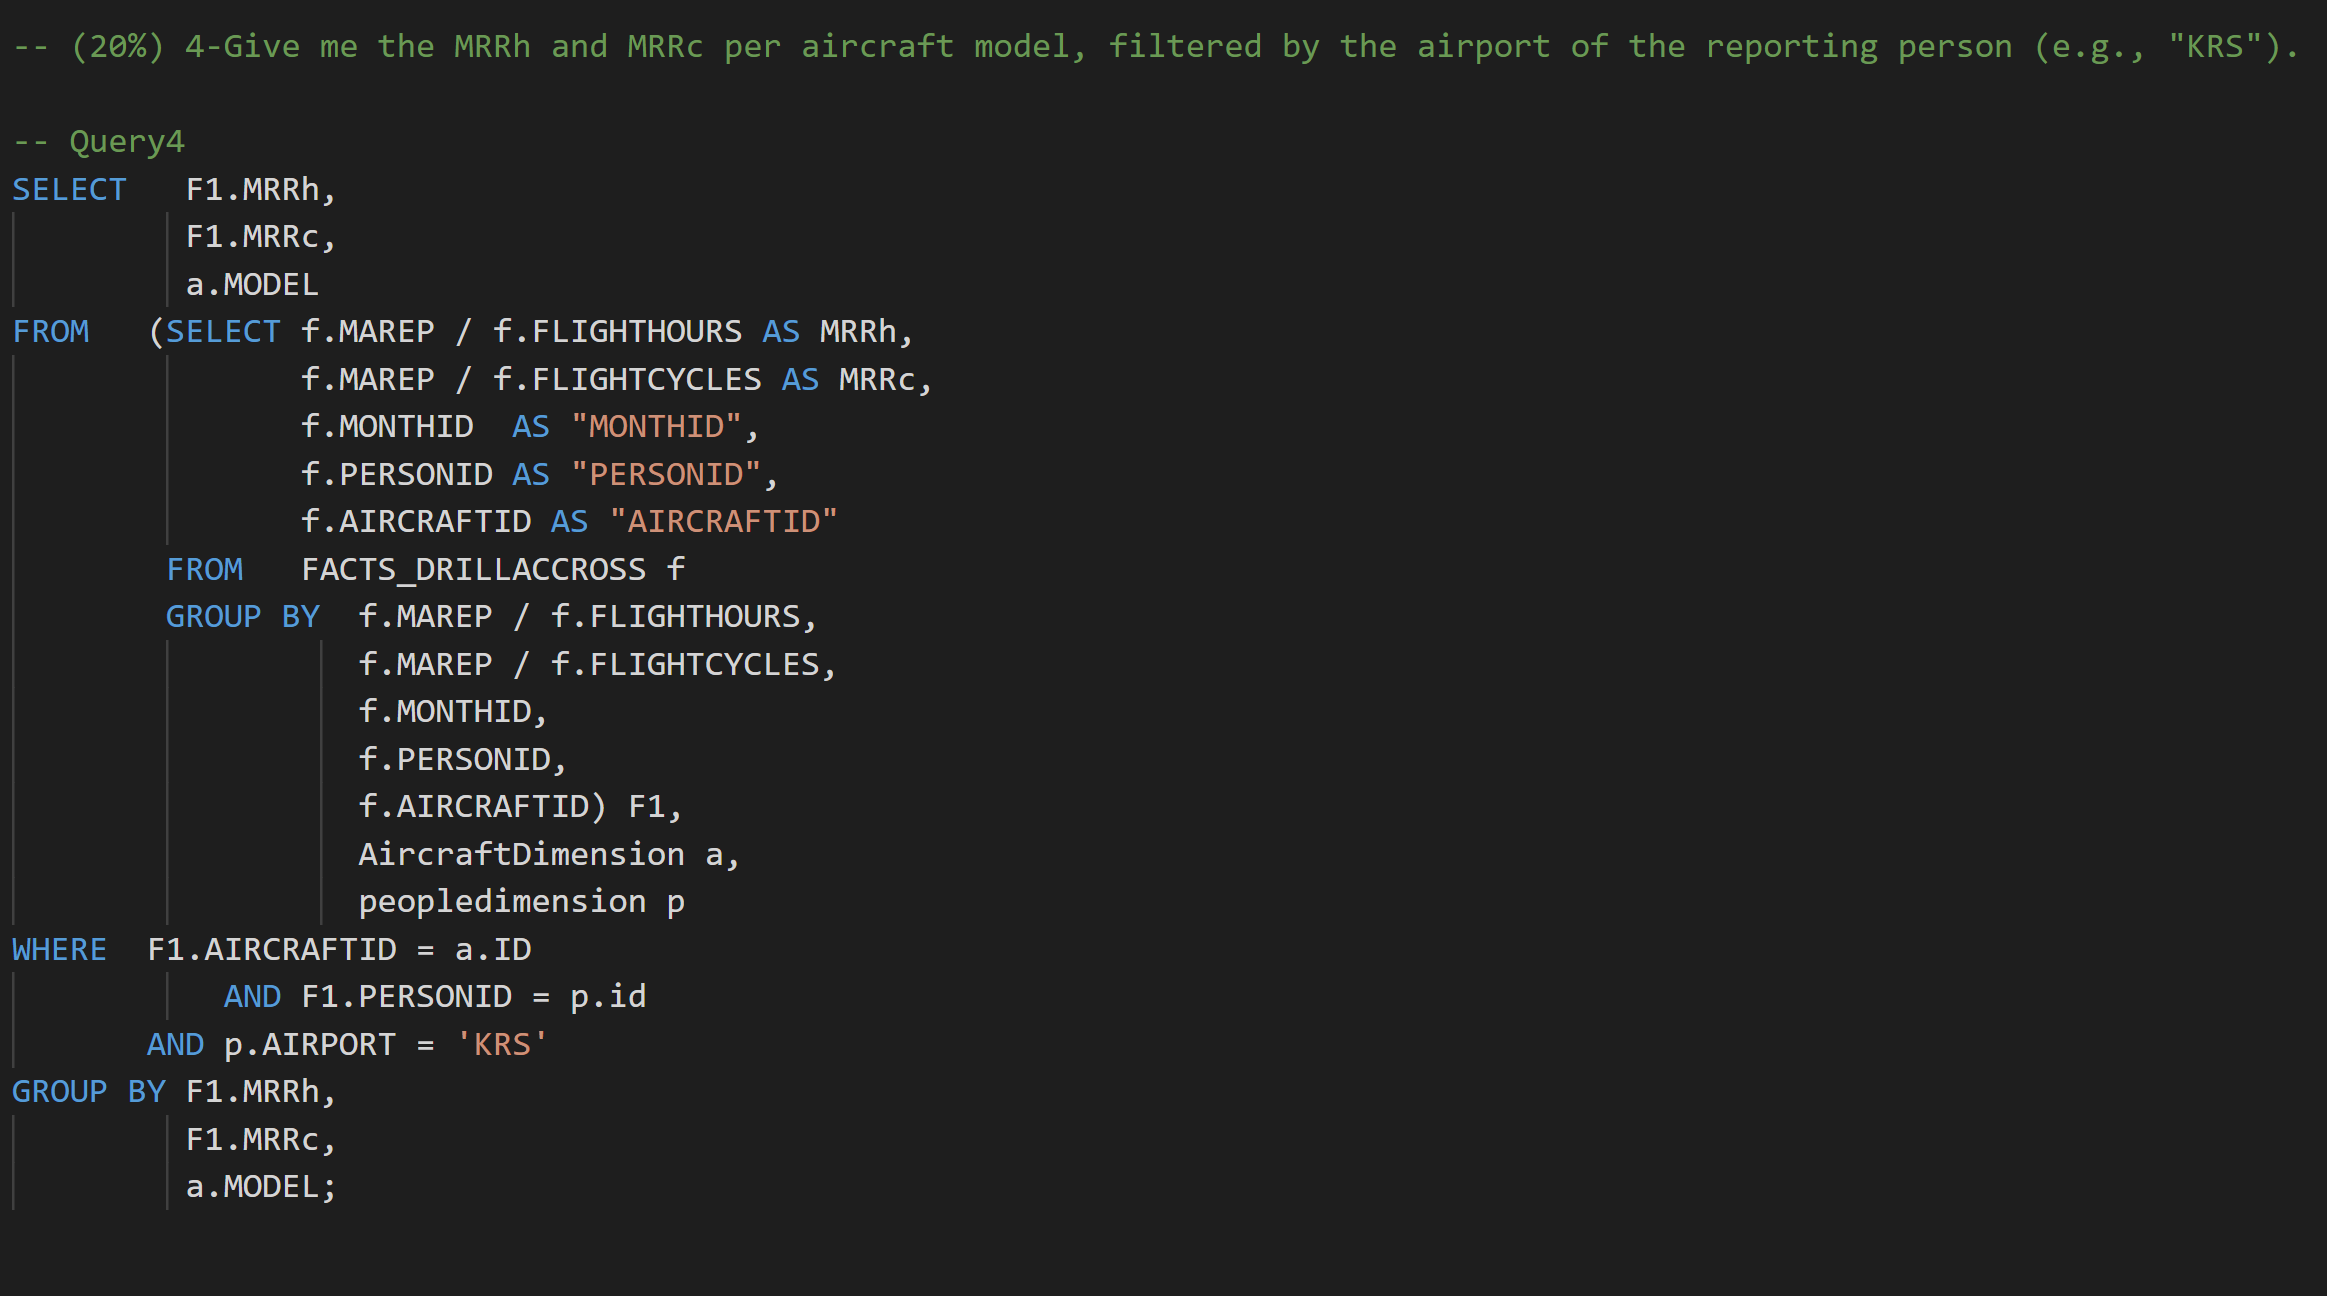 -- (20%) 4-Give me the MRRh and MRRc per aircraft model, filtered by the airport of the reporting person (e.g., "KRS").
-- Query4
SELECT   F1.MRRh,
         F1.MRRc,
         a.MODEL
FROM   (SELECT f.MAREP / f.FLIGHTHOURS AS MRRh,
               f.MAREP / f.FLIGHTCYCLES AS MRRc,
               f.MONTHID  AS "MONTHID",
               f.PERSONID AS "PERSONID",
               f.AIRCRAFTID AS "AIRCRAFTID"
        FROM   FACTS_DRILLACCROSS f
        GROUP BY  f.MAREP / f.FLIGHTHOURS,
                  f.MAREP / f.FLIGHTCYCLES,
                  f.MONTHID,
                  f.PERSONID,
                  f.AIRCRAFTID) F1,
                  AircraftDimension a,
                  peopledimension p
WHERE  F1.AIRCRAFTID = a.ID
           AND F1.PERSONID = p.id
       AND p.AIRPORT = 'KRS'
GROUP BY F1.MRRh,
         F1.MRRc,
         a.MODEL;